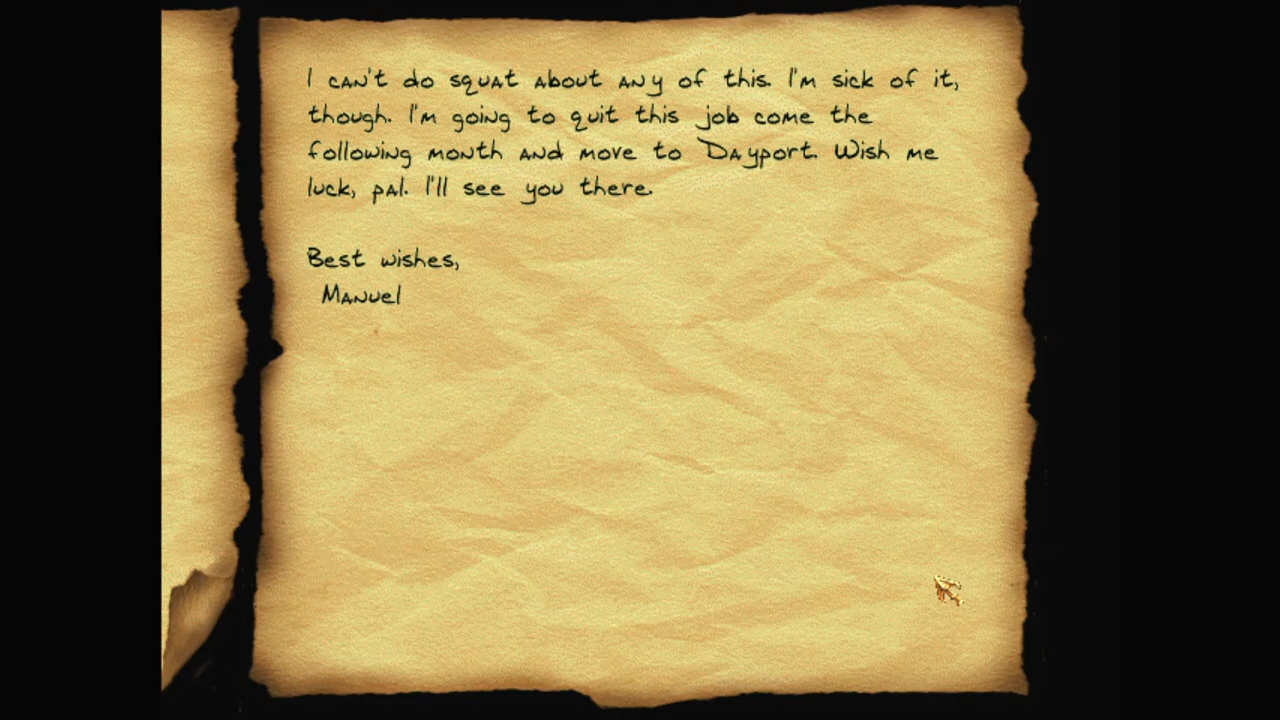 I can't do squat about any of this. I'm sick of it,
though. I'm going to quit this job come the
following month and move to Dayport. Wish me
luck, pal. I'll see you there.
Best wishes,
Manuel